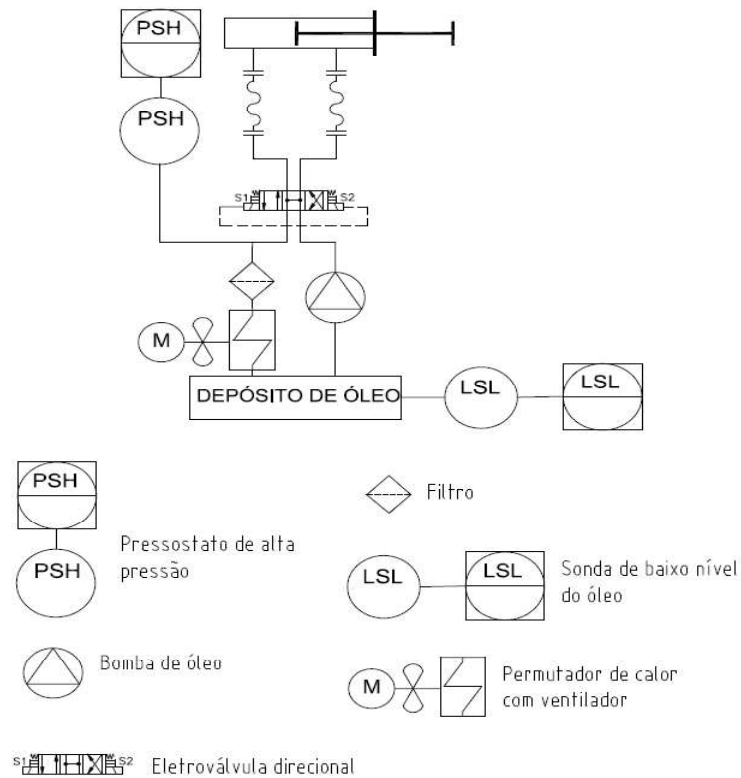 PSH
PSH
S1 S2
M
DEPÓSITO DE ÓLEO
LSL
LSL
PSH
PSH
Pressostato de alta
pressão
Filtro
LSL
LSL
Sonda de baixo nível
do óleo
Bomba de óleo
M
Permutador de calor
com ventilador
S1 S2
Eletroválvula direcional